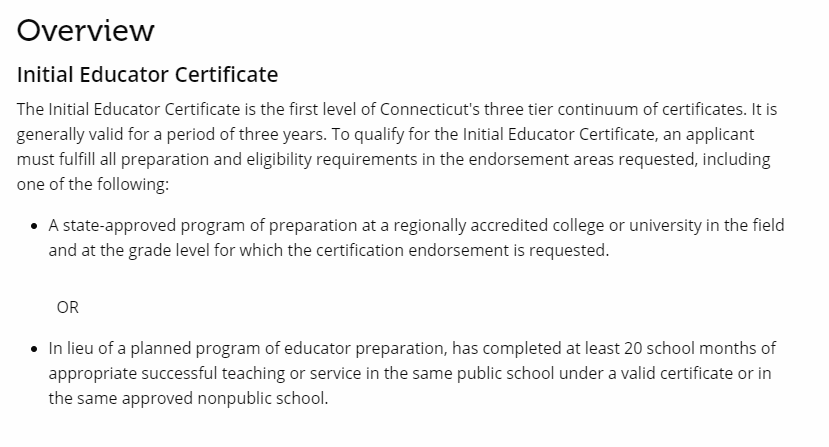 Overview
Initial Educator Certificate
The Initial Educator Certificate is the first level of Connecticut's three tier continuum of certificates. It is
generally valid for a period of three years. To qualify for the Initial Educator Certificate, an applicant
must fulfill all preparation and eligibility requirements in the endorsement areas requested, including
one of the following:
• A state-approved program of preparation at a regionally accredited college or university in the field
and at the grade level for which the certification endorsement is requested.
OR
• In lieu of a planned program of educator preparation, has completed at least 20 school months of
appropriate successful teaching or service in the same public school under a valid certificate or in
the same approved nonpublic school.